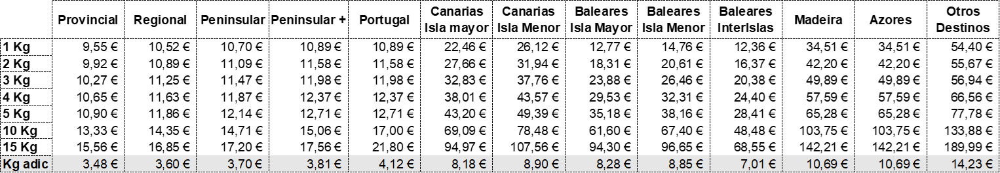 Provincial Regional Peninsular Peninsular + Portugal Canarias Isla mayor Canarias Isla Menor Baleares Isla Mayor Baleares Isla Menor Baleares InterIslas Madeira Azores Otros Destinos
1 Kg 9,55 € 10,52 € 10,70 € 10,89 € 10,89 € 22,46 € 26,12 € 12,77 € 14,76 € 12,36 € 34,51 € 34,51 € 54,40 €
2 Kg 9,92 € 10,89 € 11,09 € 11,58 € 11,58 € 27,66 € 31,94 € 18,31 € 20,61 € 16,37 € 42,20 € 42,20 € 55,67 €
3 Kg 10,27 € 11,25 € 11,47 € 11,98 € 11,98 € 32,83 € 37,76 € 23,88 € 26,46 € 20,38 € 49,89 € 49,89 € 56,94 €
4 Kg 10,65 € 11,63 € 11,87 € 12,37 € 12,37 € 38,01 € 43,57 € 29,53 € 32,31 € 24,40 € 57,59 € 57,59 € 66,56 €
5 Kg 10,90 € 11,86 € 12,14 € 12,71 € 12,71 € 43,20 € 49,39 € 35,18 € 38,16 € 28,41 € 65,28 € 65,28 € 77,78 €
10 Kg 13,33 € 14,35 € 14,71 € 15,06 € 17,00 € 69,09 € 78,48 € 61,60 € 67,40 € 48,48 € 103,75 € 103,75 € 133,88 €
15 Kg 15,56 € 16,85 € 17,20 € 17,56 € 21,80 € 94,97 € 107,56 € 94,30 € 96,65 € 68,55 € 142,21 € 142,21 € 189,99 €
Kg adic 3,48 € 3,60 € 3,70 € 3,81 € 4,12 € 8,18 € 8,90 € 8,28 € 8,85 € 7,01 € 10,69 € 10,69 € 14,23 €